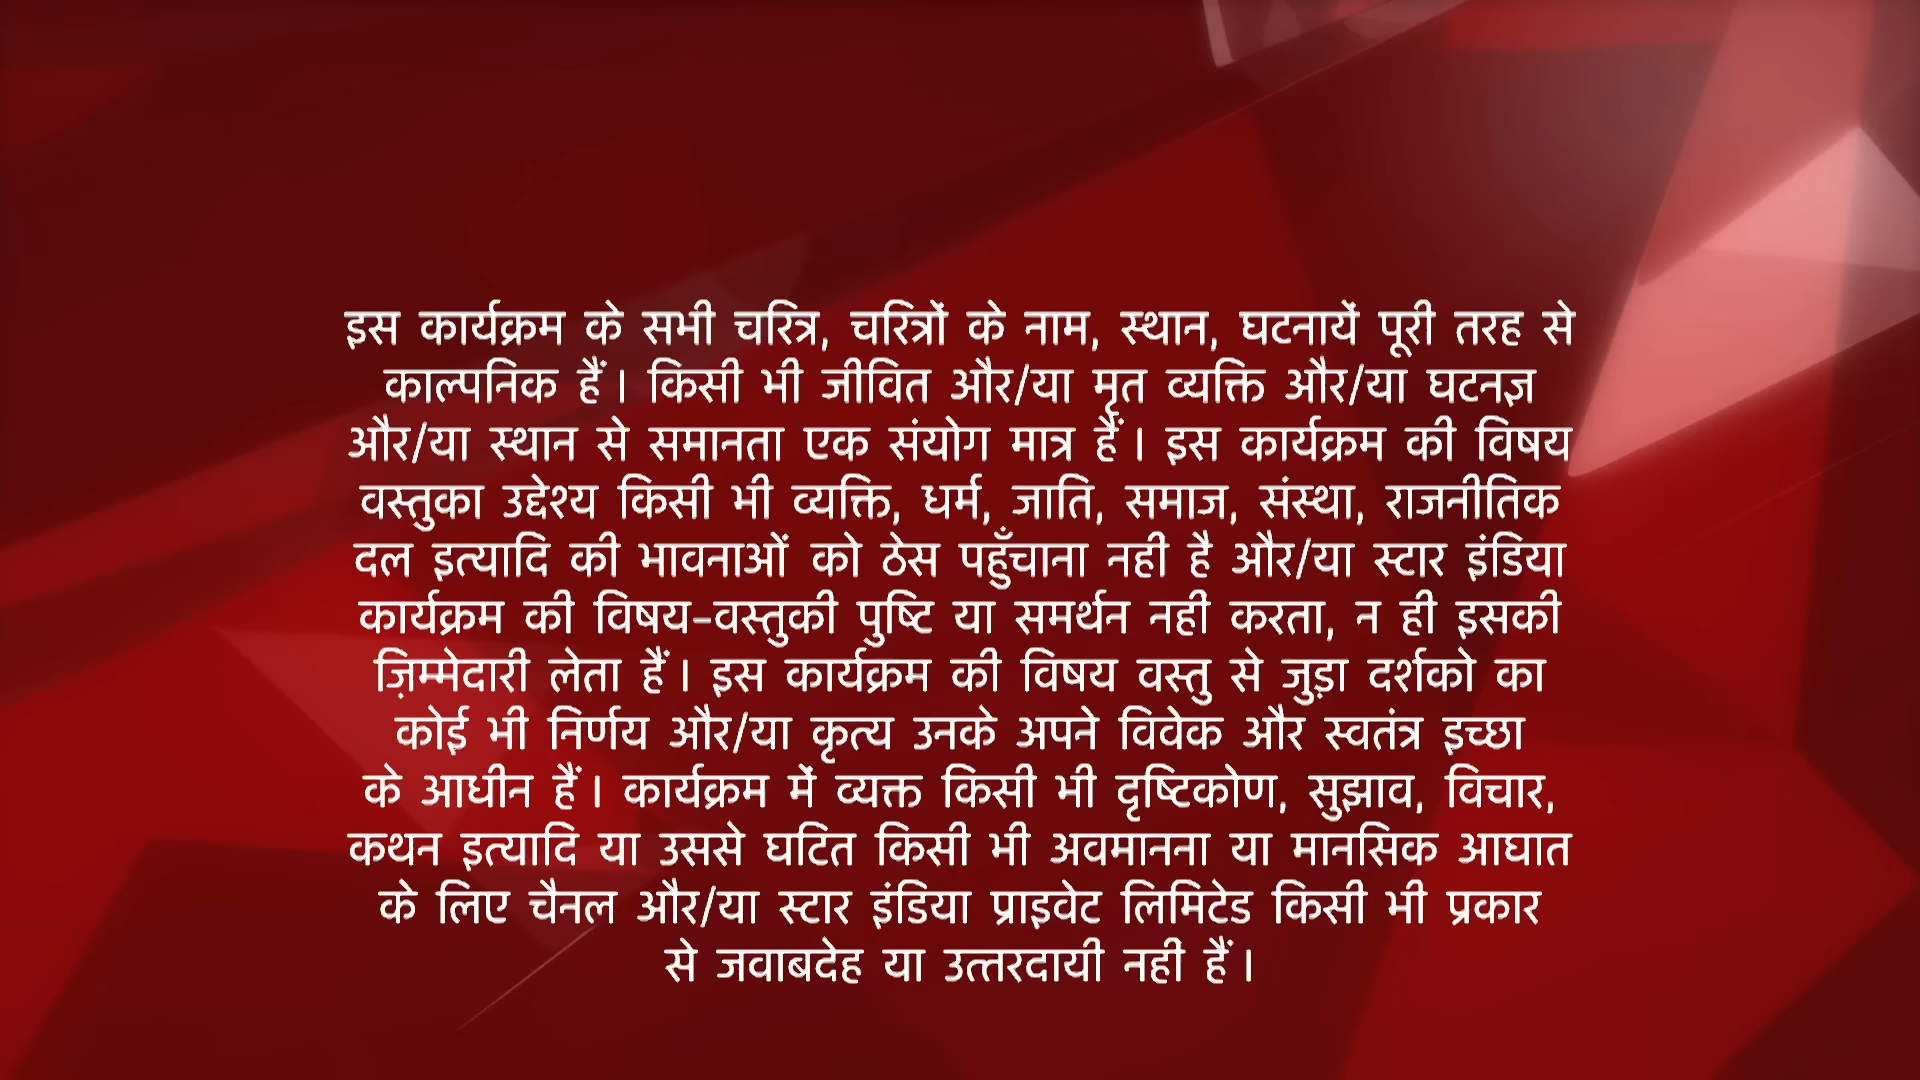 इस कार्यक्रम के सभी चरित्र, चरित्रों के नाम, स्थान, घटनायें पूरी तरह से
काल्पनिक हैं। किसी भी जीवित और/या मृत व्यक्ति और/या घटनज्ञ
और/या स्थान से समानता एक संयोग मात्र हैं। इस कार्यक्रम की विषय
वस्तुका उद्देश्य किसी भी व्यक्ति, धर्म, जाति, समाज, संस्था, राजनीतिक
दल इत्यादि की भावनाओं को ठेस पहुँचाना नही है और/या स्टार इंडिया
कार्यक्रम की विषय-वस्तुकी पुष्टि या समर्थन नही करता, न ही इसकी
ज़िम्मेदारी लेता हैं। इस कार्यक्रम की विषय वस्तु से जुड़ा दर्शको का
कोई भी निर्णय और/या कृत्य उनके अपने विवेक और स्वतंत्र इच्छा
के आधीन हैं। कार्यक्रम में व्यक्त किसी भी दृष्टिकोण, सुझाव, विचार,
कथन इत्यादि या उससे घटित किसी भी अवमानना या मानसिक आघात
के लिए चैनल और/या स्टार इंडिया प्राइवेट लिमिटेड किसी भी प्रकार
से जवाबदेह या उत्तरदायी नही हैं।